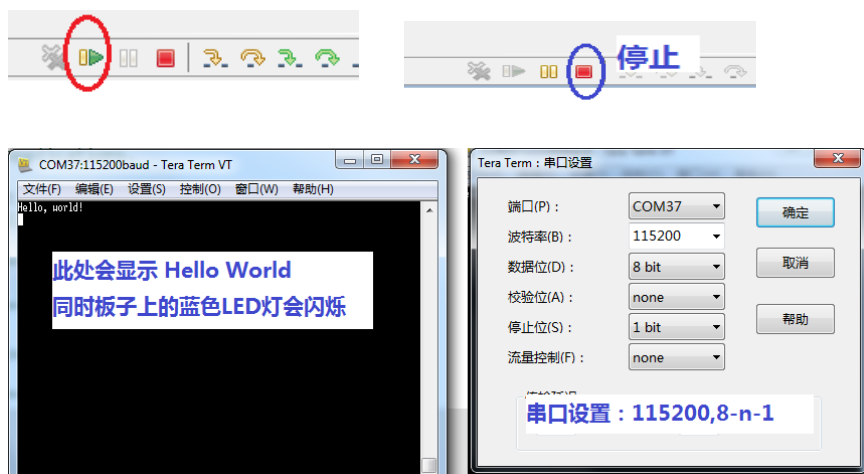 停止
COM37:115200baud - Tera Term VT
文件(F) 编辑(E) 设置(S) 控制(O) 窗口(W) 帮助(H)
Hello, world!
此处会显示 Hello World
同时板子上的蓝色LED灯会闪烁
Tera Term：串口设置
端口(P)： COM37 确定
波特率(B)： 115200
数据位(D)： 8 bit 取消
校验位(A)： none
停止位(S)： 1 bit 帮助
流量控制(F)： none
串口设置：115200,8-n-1